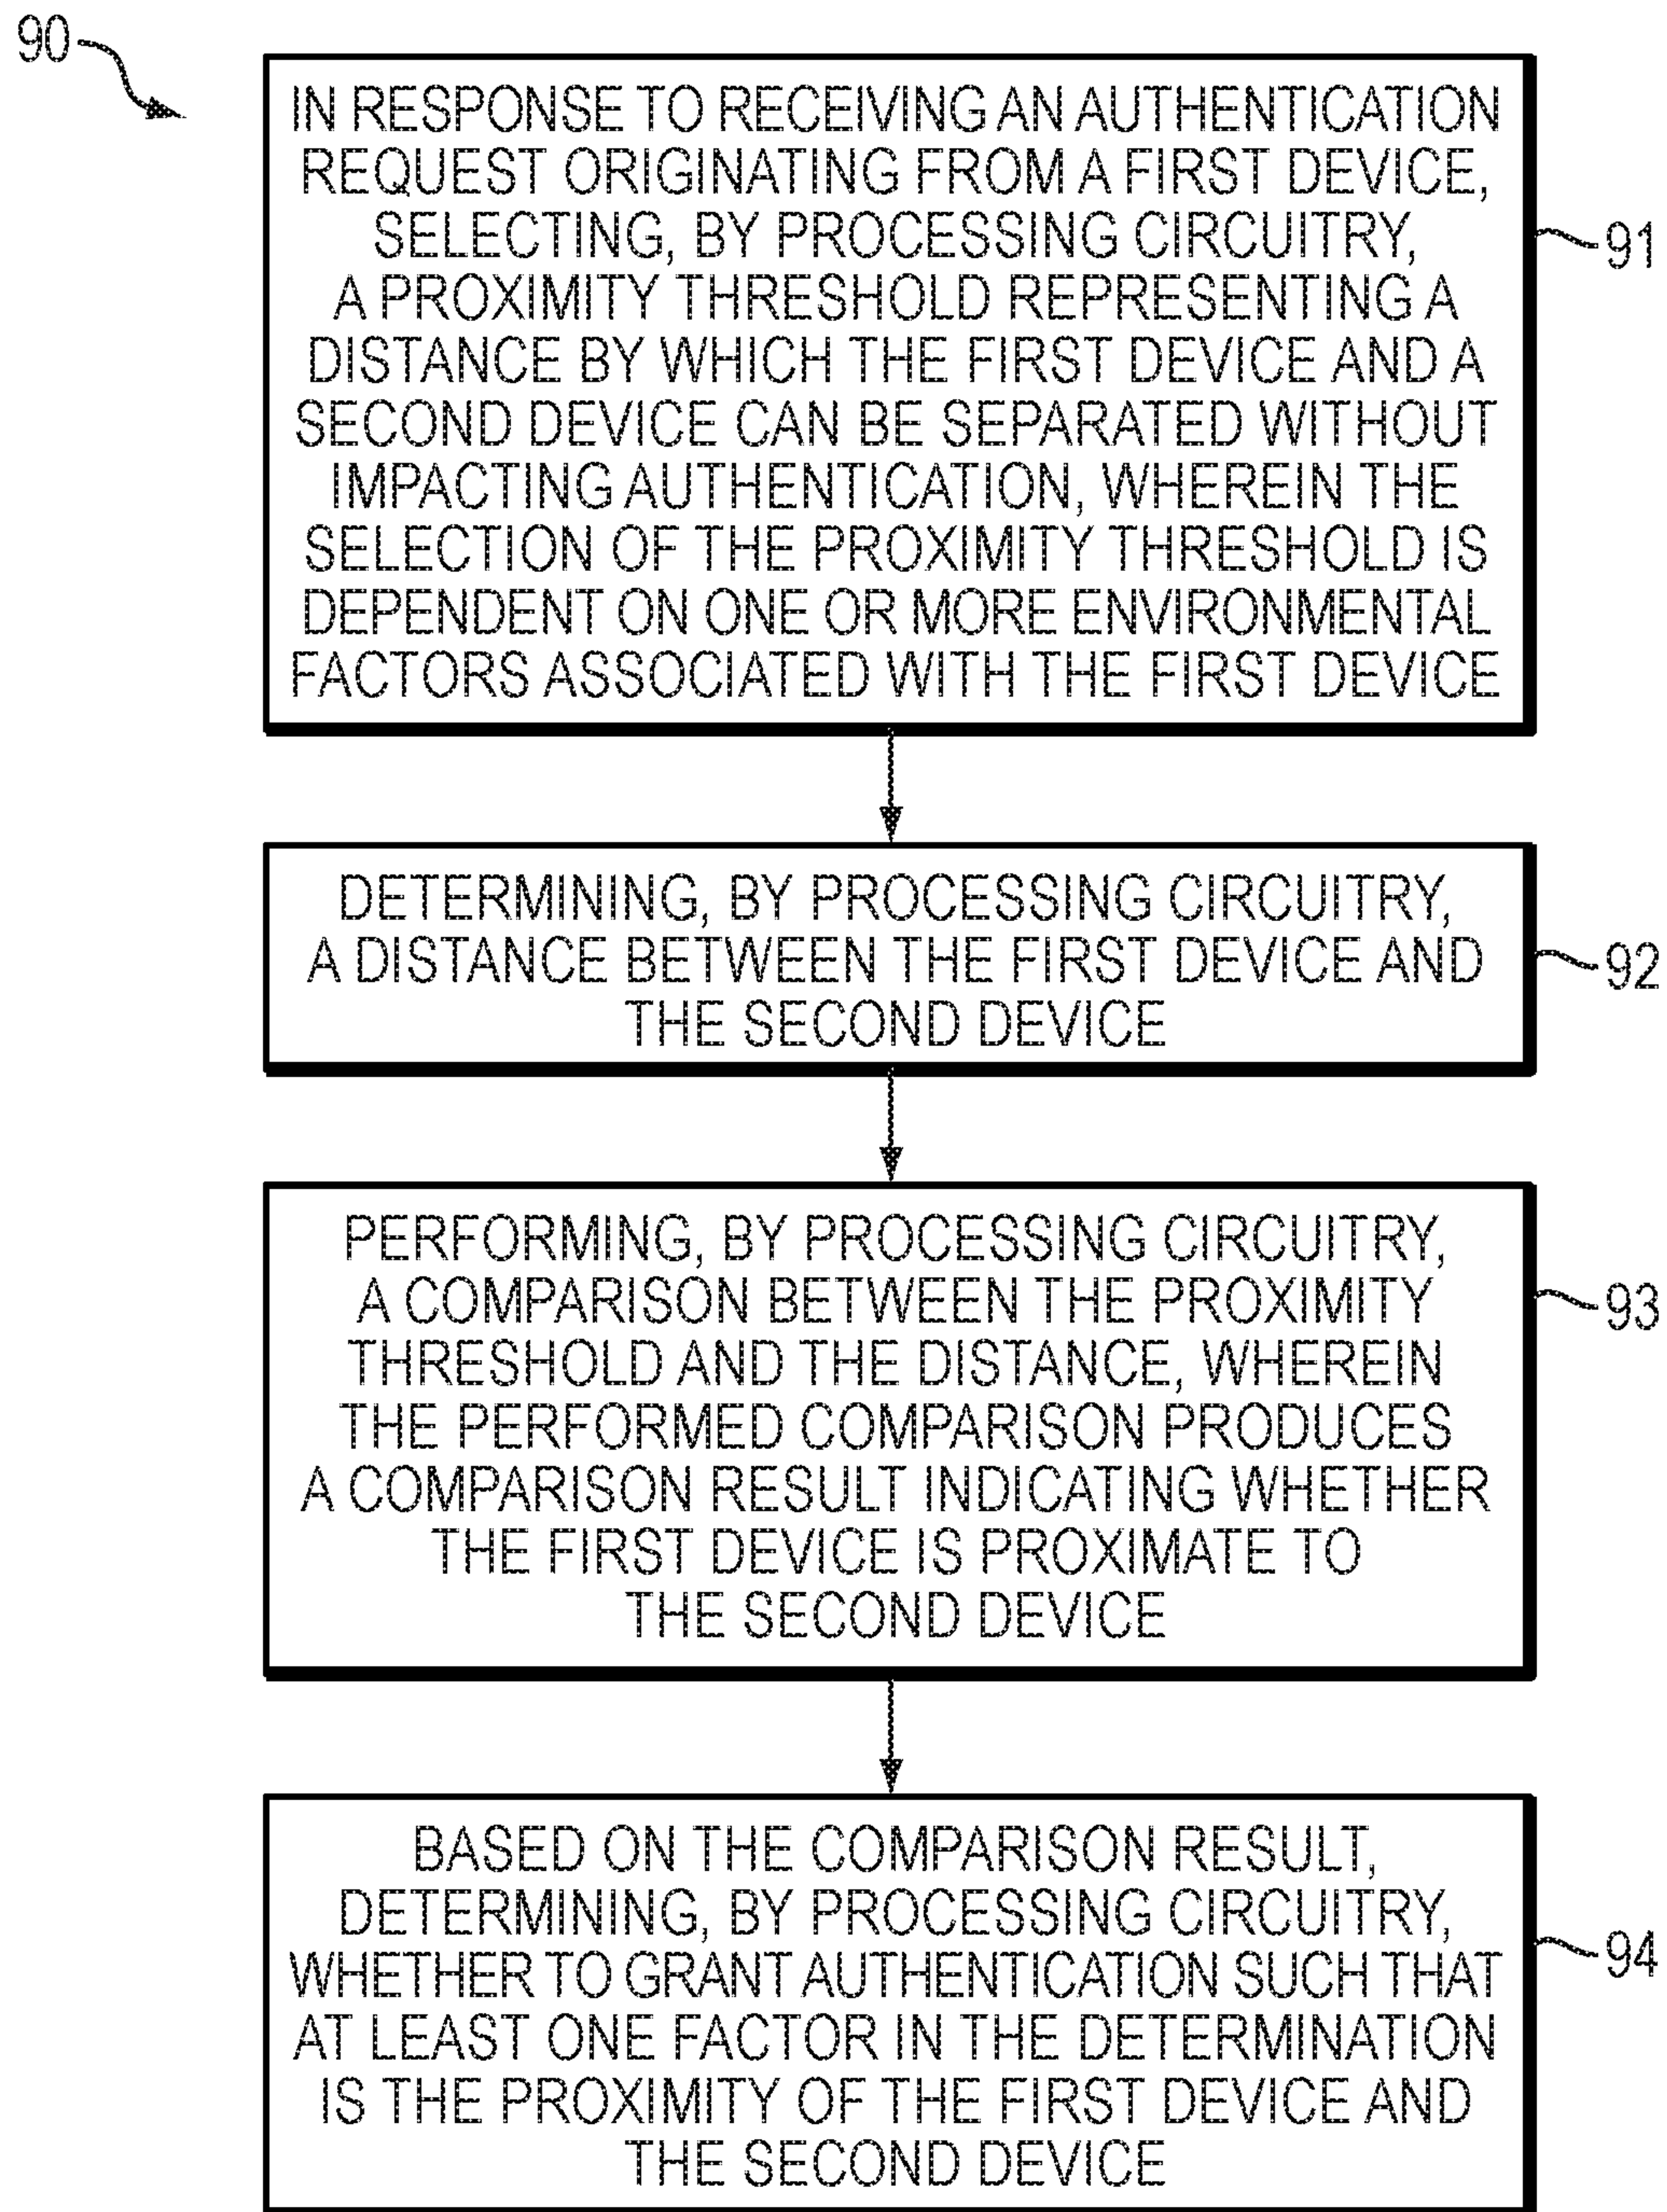 90
IN RESPONSE TO RECEIVING AN AUTHENTICATION
REQUEST ORIGINATING FROM A FIRST DEVICE,
SELECTING, BY PROCESSING CIRCUITRY,
A PROXIMITY THRESHOLD REPRESENTING A
DISTANCE BY WHICH THE FIRST DEVICE AND A
SECOND DEVICE CAN BE SEPARATED WITHOUT
IMPACTING AUTHENTICATION, WHEREIN THE
SELECTION OF THE PROXIMITY THRESHOLD IS
DEPENDENT ON ONE OR MORE ENVIRONMENTAL
FACTORS ASSOCIATED WITH THE FIRST DEVICE
91
DETERMINING, BY PROCESSING CIRCUITRY,
A DISTANCE BETWEEN THE FIRST DEVICE AND
THE SECOND DEVICE
92
PERFORMING, BY PROCESSING CIRCUITRY,
A COMPARISON BETWEEN THE PROXIMITY
THRESHOLD AND THE DISTANCE, WHEREIN
THE PERFORMED COMPARISON PRODUCES
A COMPARISON RESULT INDICATING WHETHER
THE FIRST DEVICE IS PROXIMATE TO
THE SECOND DEVICE
93
BASED ON THE COMPARISON RESULT,
DETERMINING, BY PROCESSING CIRCUITRY,
WHETHER TO GRANT AUTHENTICATION SUCH THAT
AT LEAST ONE FACTOR IN THE DETERMINATION
IS THE PROXIMITY OF THE FIRST DEVICE AND
THE SECOND DEVICE
94